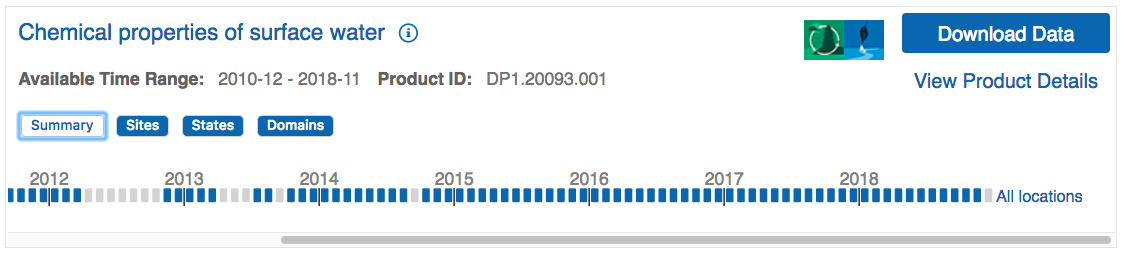 Chemical properties of surface water
Download Data
Available Time Range: 2010-12 - 2018-11 Product ID: DP1.20093.001
View Product Details
Summary Sites States Domains
2012 2013 2014 2015 2016 2017 2018
All locations